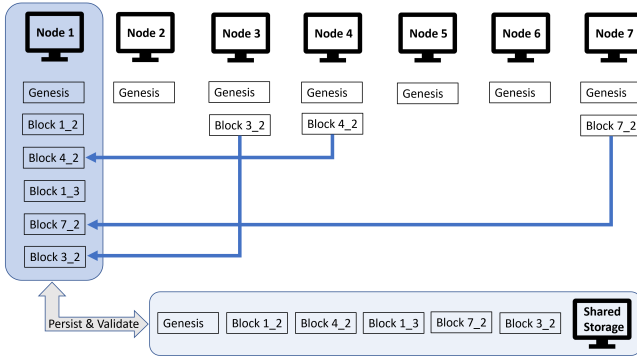 Node 1 Node 2 Node 3 Node 4 Node 5 Node 6 Node 7
Genesis Genesis Genesis Genesis Genesis Genesis Genesis
Block 1_2 Block 3_2 Block 4_2 Block 7_2
Block 4_2
Block 1_3
Block 7_2
Block 3_2
Persist & Validate
Genesis Block 1_2 Block 4_2 Block 1_3 Block 7_2 Block 3_2
Shared
Storage